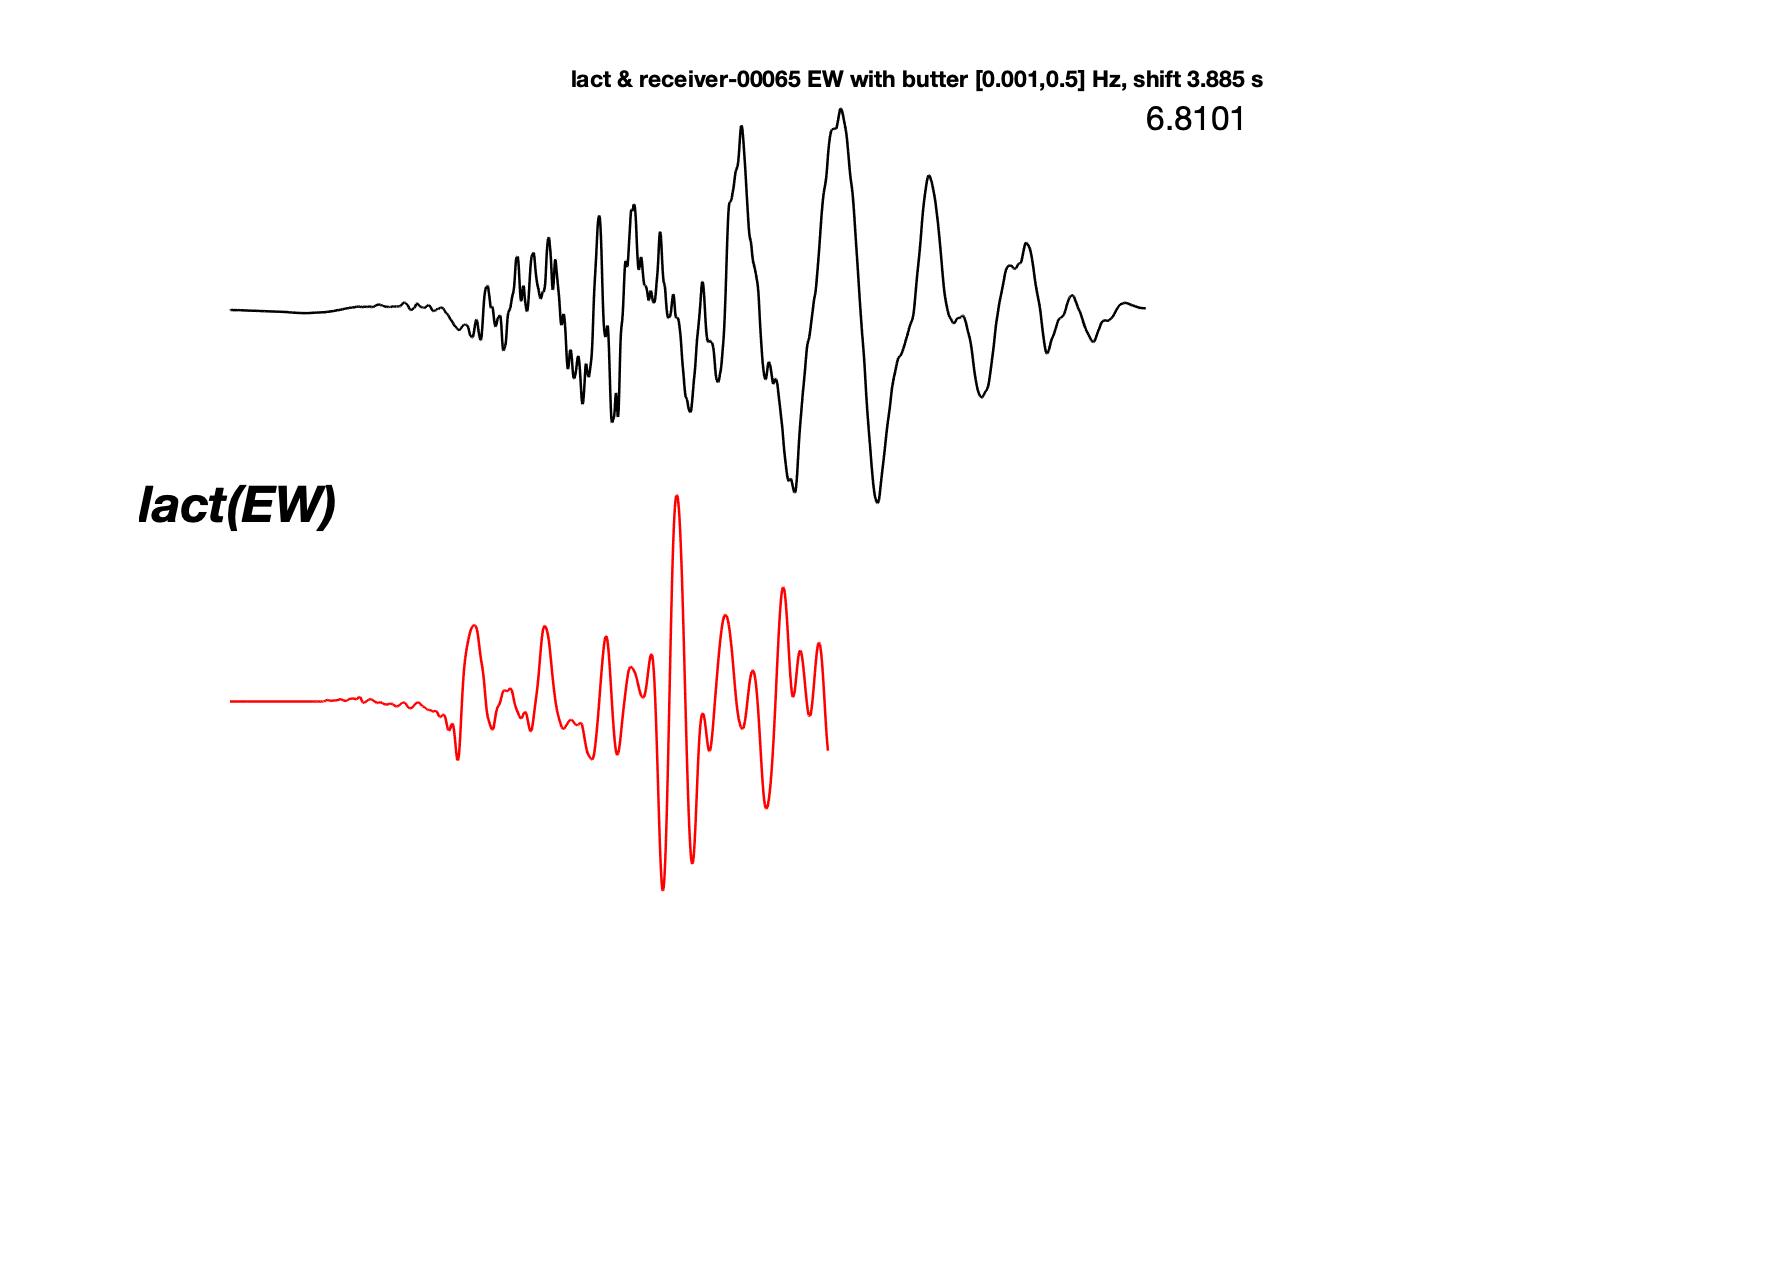 lact & receiver-00065 EW with butter [0.001,0.5] Hz, shift 3.885 s
6.8101
lact(EW)